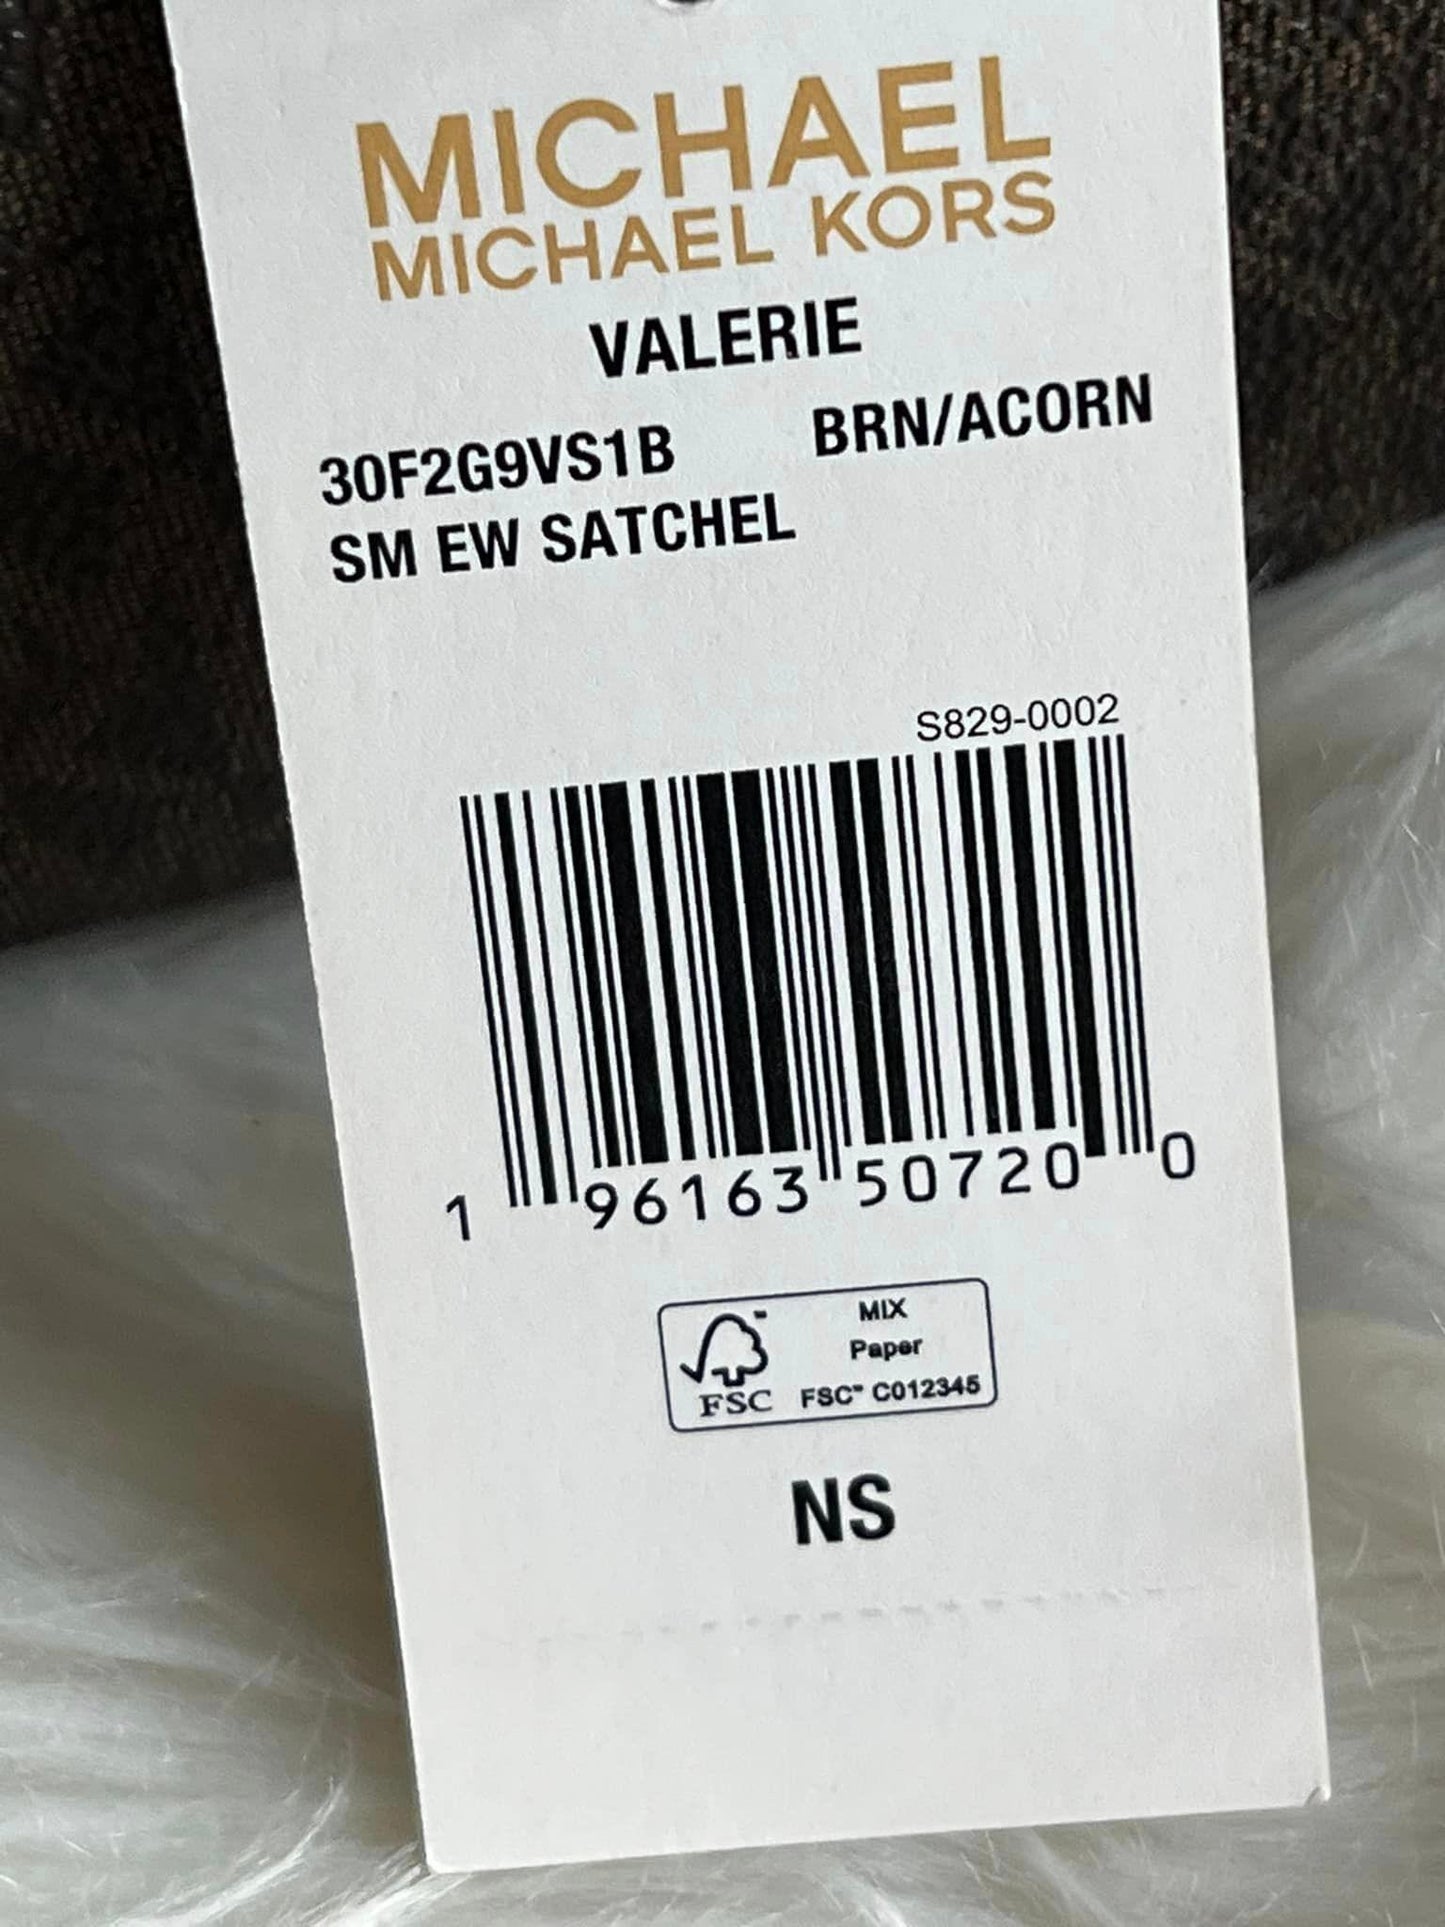 MICHAEL
MICHAEL KORS
VALERIE
30F2G9VS1B BRN/ACORN
SM EW SATCHEL
S829-0002
1 96163 50720 0
MIX
Paper
FSC FSC™ C012345
NS